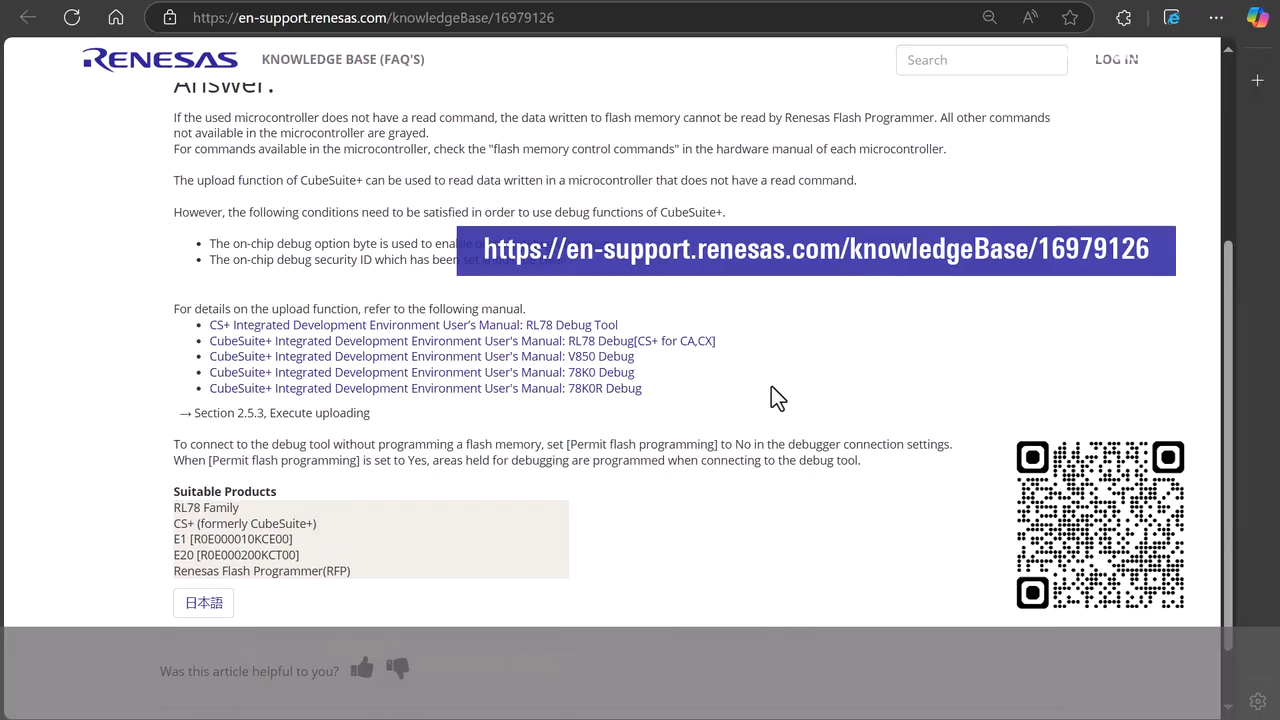 https://en-support.renesas.com/knowledgeBase/16979126
RENESAS KNOWLEDGE BASE (FAQ'S) Search LOG IN
Answer:
If the used microcontroller does not have a read command, the data written to flash memory cannot be read by Renesas Flash Programmer. All other commands
not available in the microcontroller are grayed.
For commands available in the microcontroller, check the "flash memory control commands" in the hardware manual of each microcontroller.
The upload function of CubeSuite+ can be used to read data written in a microcontroller that does not have a read command.
However, the following conditions need to be satisfied in order to use debug functions of CubeSuite+.
• The on-chip debug option byte is used to
• The on-chip debug security ID which has been
https://en-support.renesas.com/knowledgeBase/16979126
For details on the upload function, refer to the following manual.
• CS+ Integrated Development Environment User's Manual: RL78 Debug Tool
• CubeSuite+ Integrated Development Environment User's Manual: RL78 Debug[CS+ for CA,CX]
• CubeSuite+ Integrated Development Environment User's Manual: V850 Debug
• CubeSuite+ Integrated Development Environment User's Manual: 78K0 Debug
• CubeSuite+ Integrated Development Environment User's Manual: 78K0R Debug
→ Section 2.5.3, Execute uploading
To connect to the debug tool without programming a flash memory, set [Permit flash programming] to No in the debugger connection settings.
When [Permit flash programming] is set to Yes, areas held for debugging are programmed when connecting to the debug tool.
Suitable Products
RL78 Family
CS+ (formerly CubeSuite+)
E1 [R0E000010KCE00]
E20 [R0E000200KCT00]
Renesas Flash Programmer(RFP)
日本語
Was this article helpful to you?